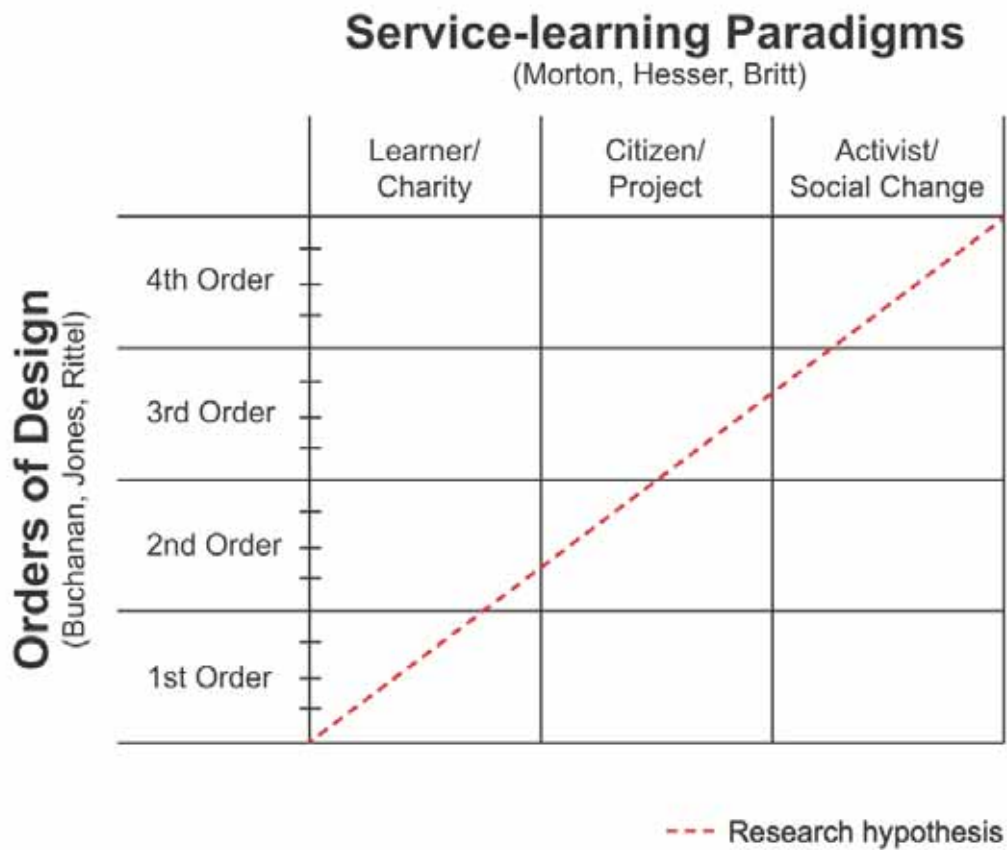 Service-learning Paradigms
(Morton, Hesser, Britt)
Learner/
Charity
Citizen/
Project
Activist/
Social Change
Orders of Design
(Buchanan, Jones, Rittel)
4th Order
3rd Order
2nd Order
1st Order
Research hypothesis